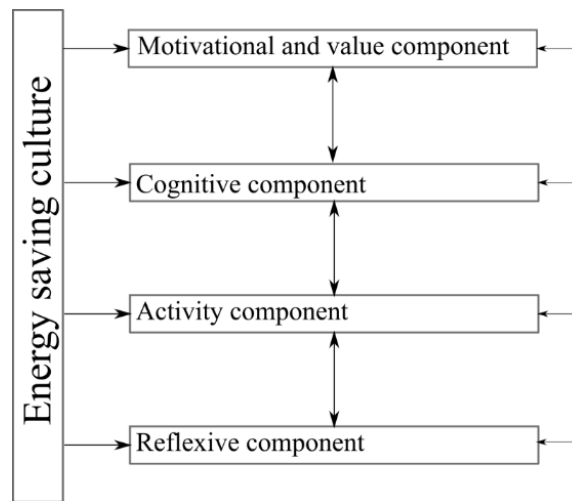 Energy saving culture
Motivational and value component
Cognitive component
Activity component
Reflexive component